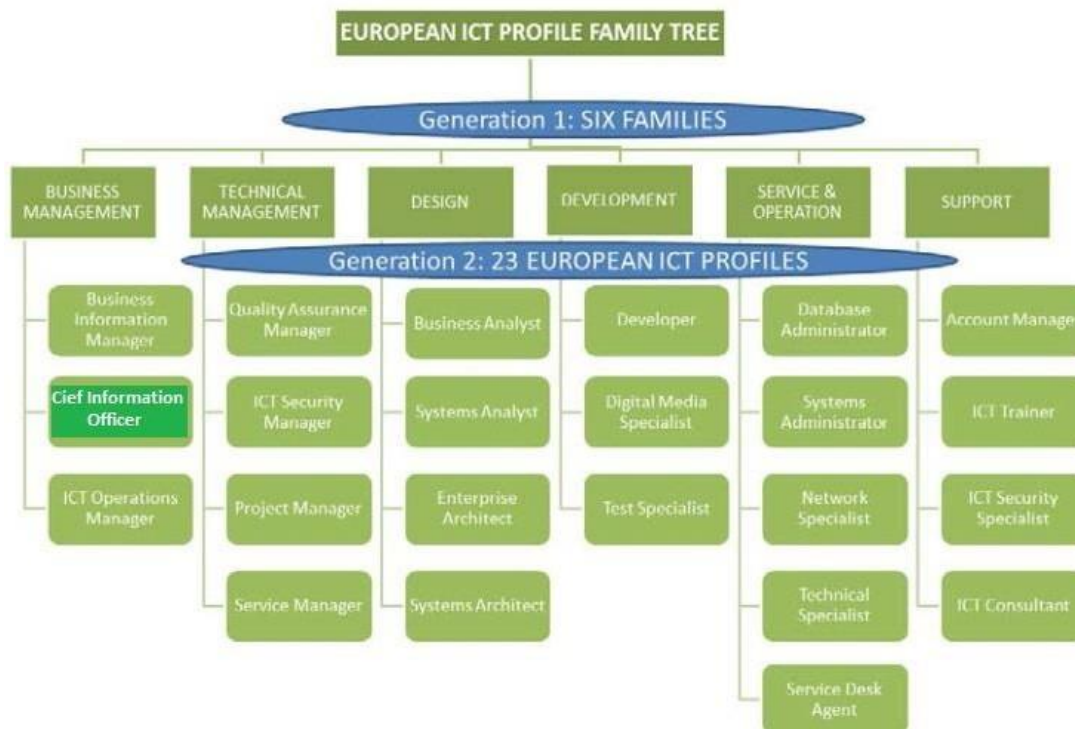 EUROPEAN ICT PROFILE FAMILY TREE
Generation 1: SIX FAMILIES
BUSINESS
MANAGEMENT
TECHNICAL
MANAGEMENT
DESIGN
DEVELOPMENT
SERVICE &
OPERATION
SUPPORT
Generation 2: 23 EUROPEAN ICT PROFILES
Business
Information
Manager
Cief Information
Officer
ICT Operations
Manager
Quality Assurance
Manager
ICT Security
Manager
Project Manager
Service Manager
Business Analyst
Systems Analyst
Enterprise
Architect
Systems Architect
Developer
Digital Media
Specialist
Test Specialist
Database
Administrator
Systems
Administrator
Network
Specialist
Technical
Specialist
Service Desk
Agent
Account Manage
ICT Trainer
ICT Security
Specialist
ICT Consultant